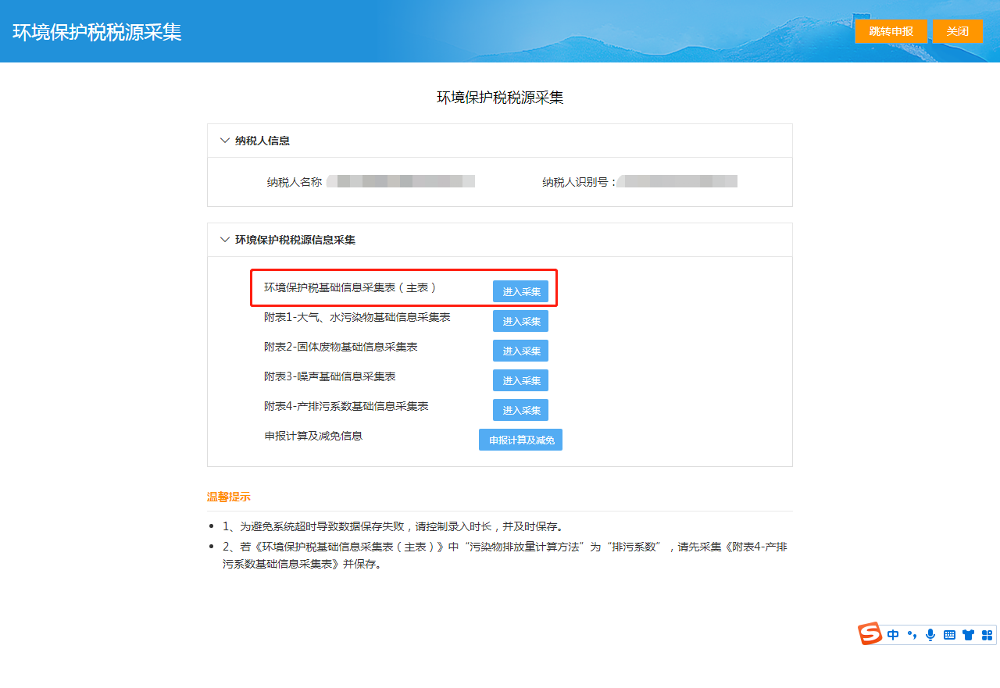 环境保护税税源采集
跳转申报 关闭
环境保护税税源采集
纳税人信息
纳税人名称 纳税人识别号：
环境保护税税源信息采集
环境保护税基础信息采集表（主表） 进入采集
附表1-大气、水污染物基础信息采集表 进入采集
附表2-固体废物基础信息采集表 进入采集
附表3-噪声基础信息采集表 进入采集
附表4-产排污系数基础信息采集表 进入采集
申报计算及减免信息 申报计算及减免
温馨提示
1、为避免系统超时导致数据保存失败，请控制录入时长，并及时保存。
2、若《环境保护税基础信息采集表（主表）》中“污染物排放量计算方法”为“排污系数”，请先采集《附表4-产排
污系数基础信息采集表》并保存。
S 中